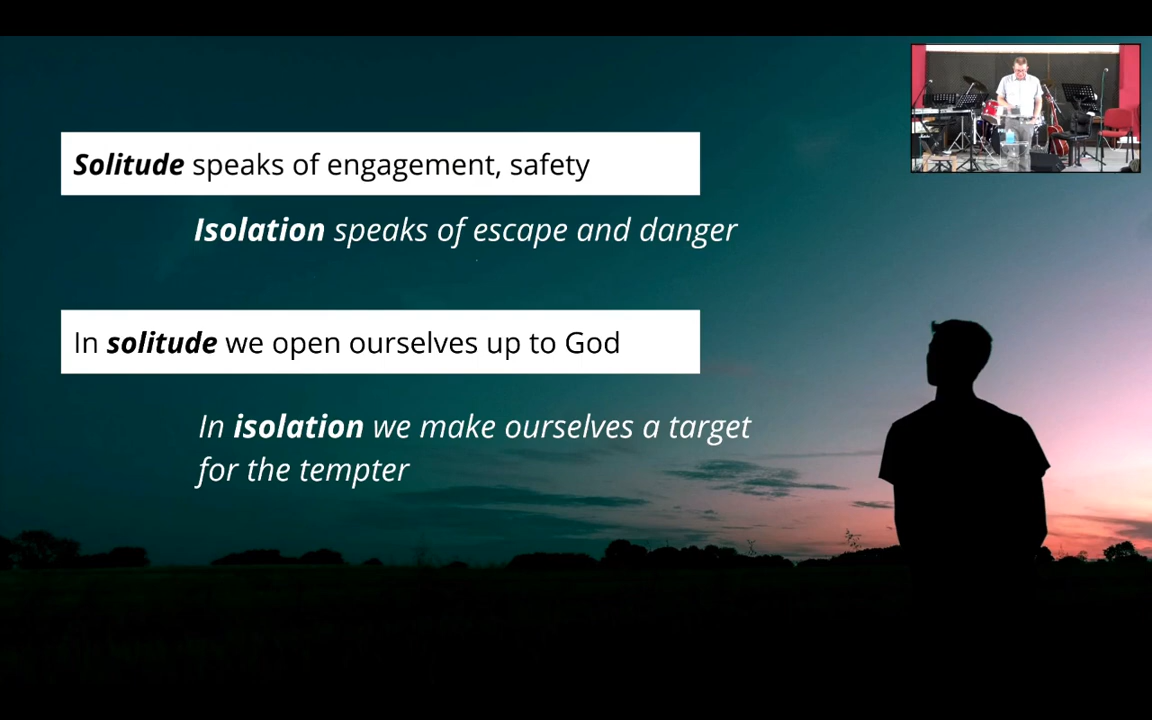 Solitude speaks of engagement, safety
Isolation speaks of escape and danger
In solitude we open ourselves up to God
In isolation we make ourselves a target
for the tempter